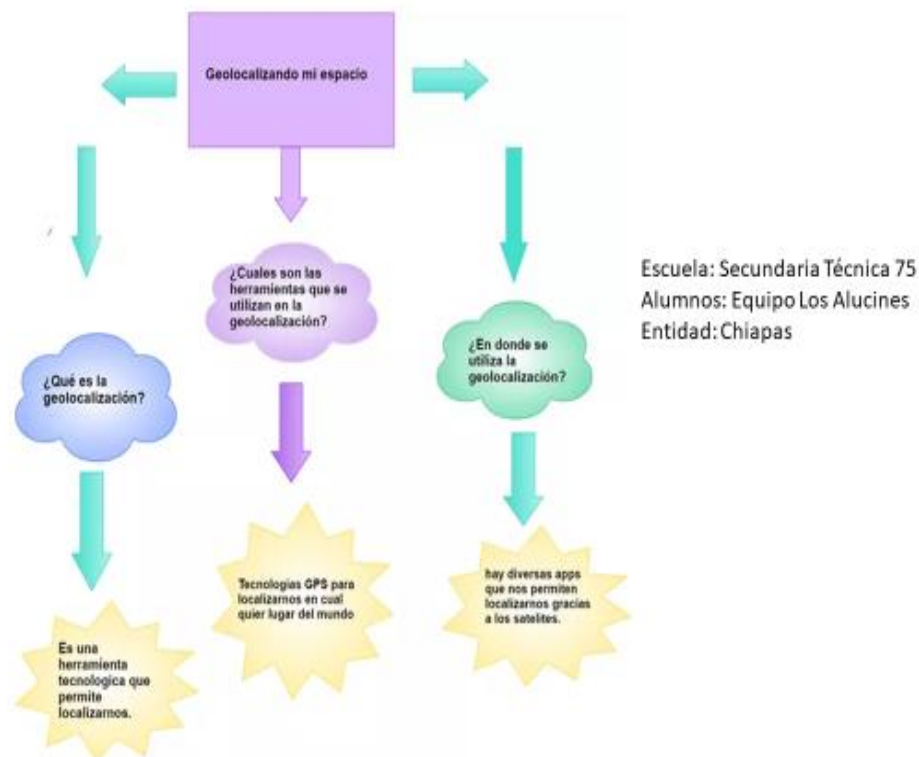 Geolocalizando mi espacio
¿Cuales son las
herramientas que se
utilizan en la
geolocalización?
¿En donde se
utiliza la
geolocalización?
¿Qué es la
geolocalización?
Escuela: Secundaria Técnica 75
Alumnos: Equipo Los Alucines
Entidad: Chiapas
Tecnologías GPS para
localizarnos en cual
quier lugar del mundo
hay diversas apps
que nos permiten
localizarnos gracias
a los satelites.
Es una
herramienta
tecnologica que
permite
localizarnos.